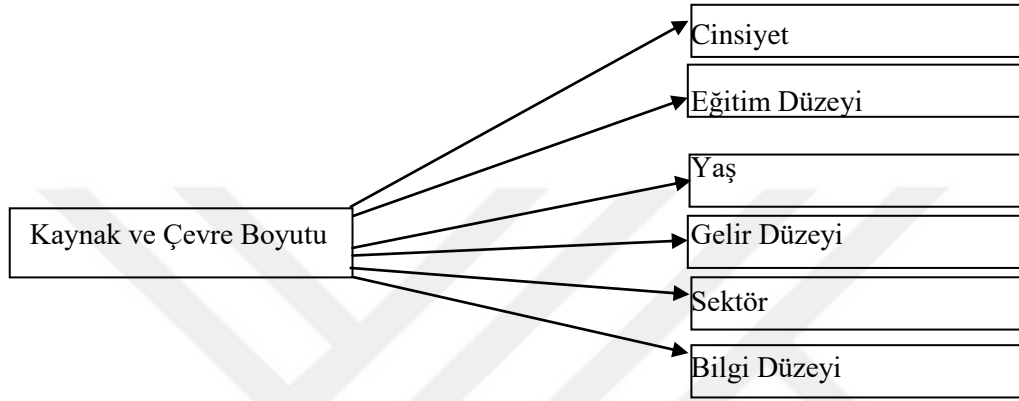 Cinsiyet
Eğitim Düzeyi
Yaş
Kaynak ve Çevre Boyutu
Gelir Düzeyi
Sektör
Bilgi Düzeyi